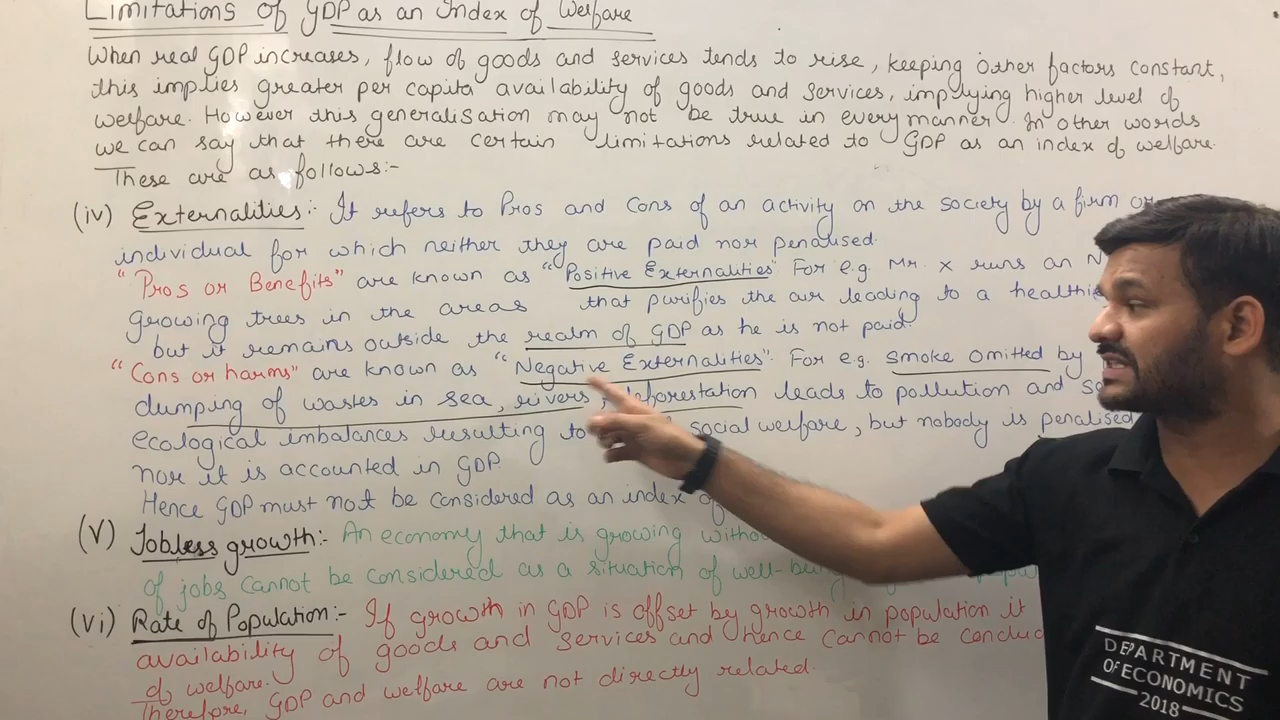 Limitations of GDP as an Index of Welfare
When real GDP increases, flow of goods and services tends to rise, keeping other factors constant,
this implies greater per capita availability of goods and services, implying higher level of
welfare. However this generalisation may not be true in every manner. In other words
we can say that there are certain limitations related to GDP as an index of welfare.
These are as follows:-
(iv) Externalities:- It refers to Pros and Cons of an activity on the society by a firm or
individual for which neither they are paid nor penalised.
"Pros or Benefits" are known as "Positive Externalities" For e.g. Mr. X runs an N
growing trees in the areas that purifies the air leading to a healthie
but it remains outside the realm of GDP as he is not paid.
"Cons or harms" are known as "Negative Externalities". For e.g. smoke omitted by
dumping of wastes in sea, rivers, deforestation leads to pollution and
ecological imbalances resulting to social welfare, but nobody is penalised
nor it is accounted in GDP.
Hence GDP must not be considered as an index of
(V) Jobless growth:- An economy that is growing witho
of jobs cannot be considered as a situation of well-being
(vi) Rate of Population:- If growth in GDP is offset by growth in population it
availability of goods and services and hence cannot be conclud
of welfare.
Therefore, GDP and welfare are not directly related.
DEPARTMENT
OF ECONOMICS
2018